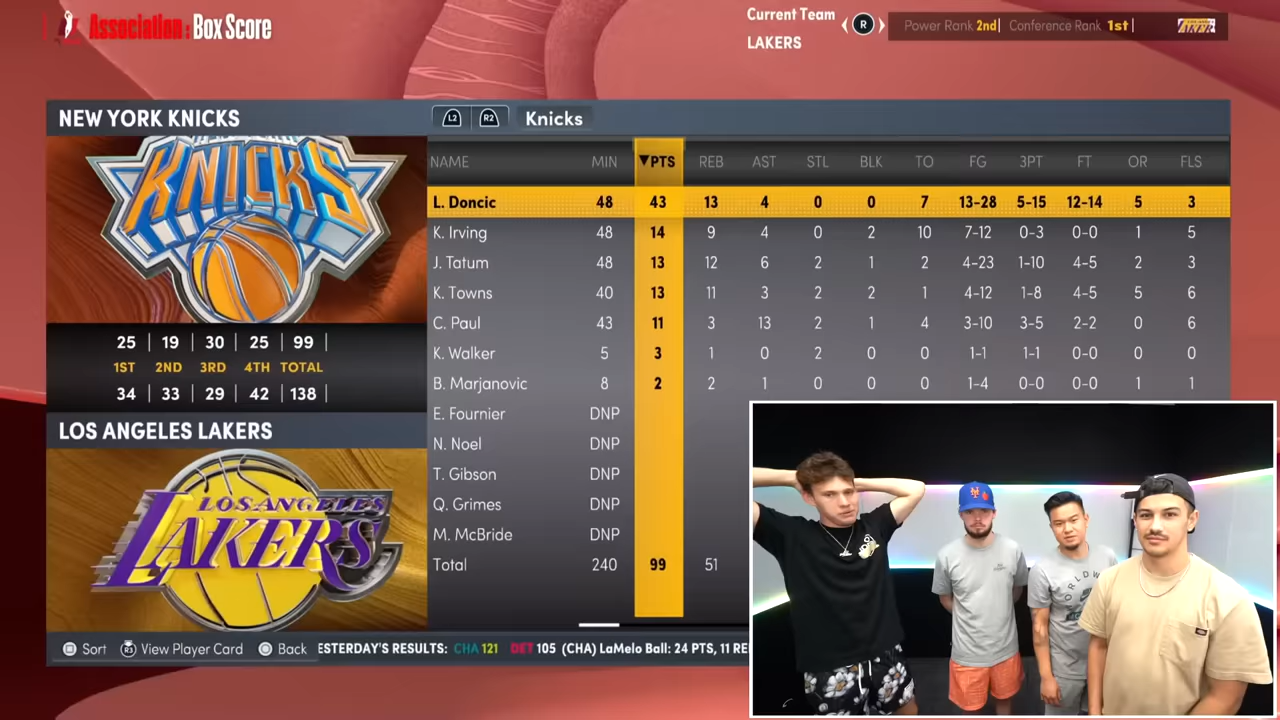 Association: Box Score
Current Team
LAKERS
R
Power Rank 2nd| Conference Rank 1st|
LAKERS
NEW YORK KNICKS
KNICKS
25 | 19 | 30 | 25 | 99 |
1ST 2ND 3RD 4TH TOTAL
34 | 33 | 29 | 42 | 138 |
LOS ANGELES LAKERS
LOS ANGELES
LAKERS
L2 R2 Knicks
NAME MIN ▼PTS REB AST STL BLK TO FG 3PT FT OR FLS
L. Doncic 48 43 13 4 0 0 7 13-28 5-15 12-14 5 3
K. Irving 48 14 9 4 0 2 10 7-12 0-3 0-0 1 5
J. Tatum 48 13 12 6 2 1 2 4-23 1-10 4-5 2 3
K. Towns 40 13 11 3 2 2 1 4-12 1-8 4-5 5 6
C. Paul 43 11 3 13 2 1 4 3-10 3-5 2-2 0 6
K. Walker 5 3 1 0 2 0 0 1-1 1-1 0-0 0 0
B. Marjanovic 8 2 2 1 0 0 0 1-4 0-0 0-0 1 1
E. Fournier DNP
N. Noel DNP
T. Gibson DNP
Q. Grimes DNP
M. McBride DNP
Total 240 99 51
Sort R3 View Player Card Back
ESTERDAY'S RESULTS: CHA 121 DET 105 (CHA) LaMelo Ball: 24 PTS, 11 RE